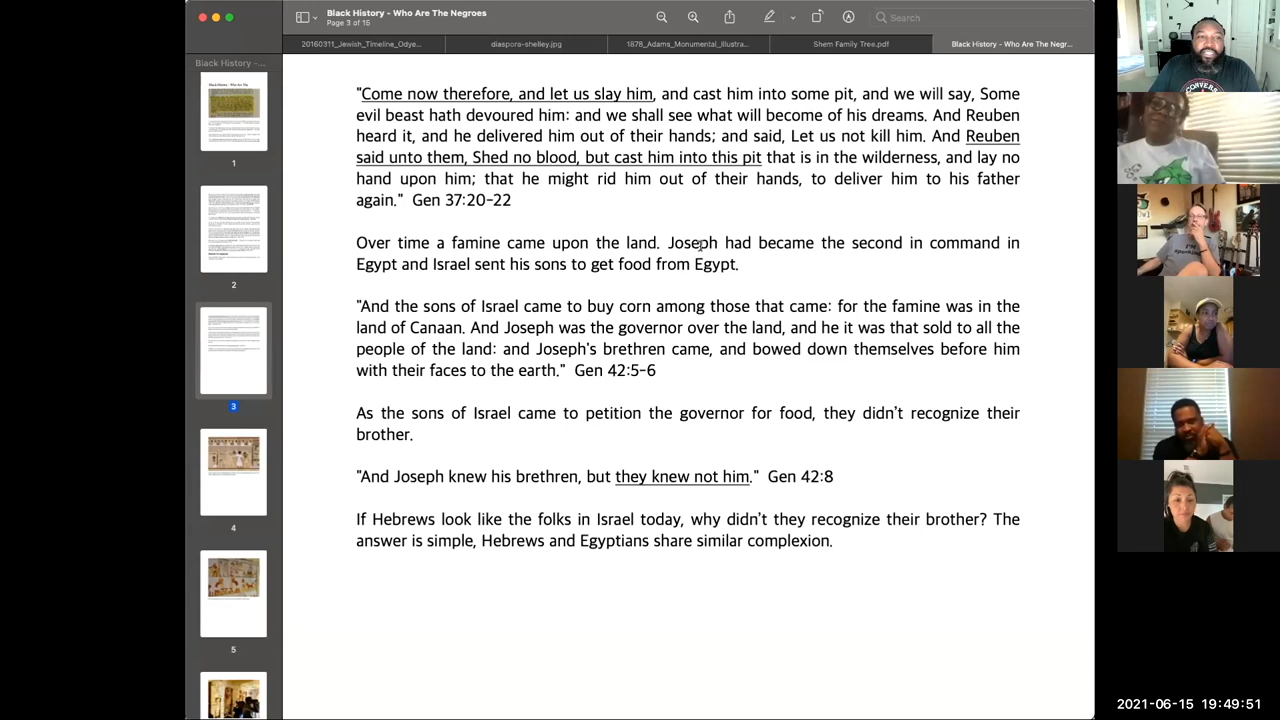 Black History - Who Are The Negroes
Page 3 of 15
Search
20160311_Jewish_Timeline_Odye...
diaspora-shelley.jpg
1878_Adams_Monumental_Illustra...
Shem Family Tree.pdf
Black History - Who Are The Negr...
Black History -...
1
2
3
4
5
"Come now therefore, and let us slay him, and cast him into some pit, and we will say, Some
evil beast hath devoured him: and we shall see what will become of his dreams. And Reuben
heard it, and he delivered him out of their hands; and said, Let us not kill him. And Reuben
said unto them, Shed no blood, but cast him into this pit that is in the wilderness, and lay no
hand upon him; that he might rid him out of their hands, to deliver him to his father
again." Gen 37:20-22
Over time a famine came upon the land. Joseph had became the second in command in
Egypt and Israel sent his sons to get food from Egypt.
"And the sons of Israel came to buy corn among those that came: for the famine was in the
land of Canaan. And Joseph was the governor over the land, and he it was that sold to all the
people of the land: and Joseph's brethren came, and bowed down themselves before him
with their faces to the earth." Gen 42:5-6
As the sons of Israel came to petition the governor for food, they didn't recognize their
brother.
"And Joseph knew his brethren, but they knew not him." Gen 42:8
If Hebrews look like the folks in Israel today, why didn't they recognize their brother? The
answer is simple, Hebrews and Egyptians share similar complexion.
2021-06-15 19:49:51